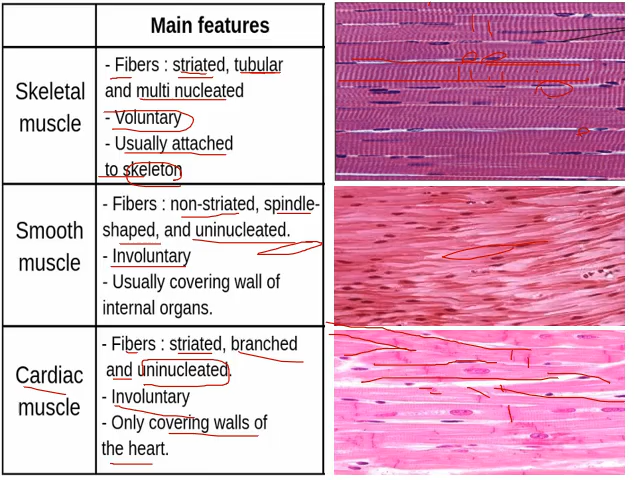 Main features
Skeletal
muscle
- Fibers : striated, tubular
and multi nucleated
- Voluntary
- Usually attached
to skeleton
Smooth
muscle
- Fibers : non-striated, spindle-
shaped, and uninucleated.
- Involuntary
- Usually covering wall of
internal organs.
Cardiac
muscle
- Fibers : striated, branched
and uninucleated.
- Involuntary
- Only covering walls of
the heart.